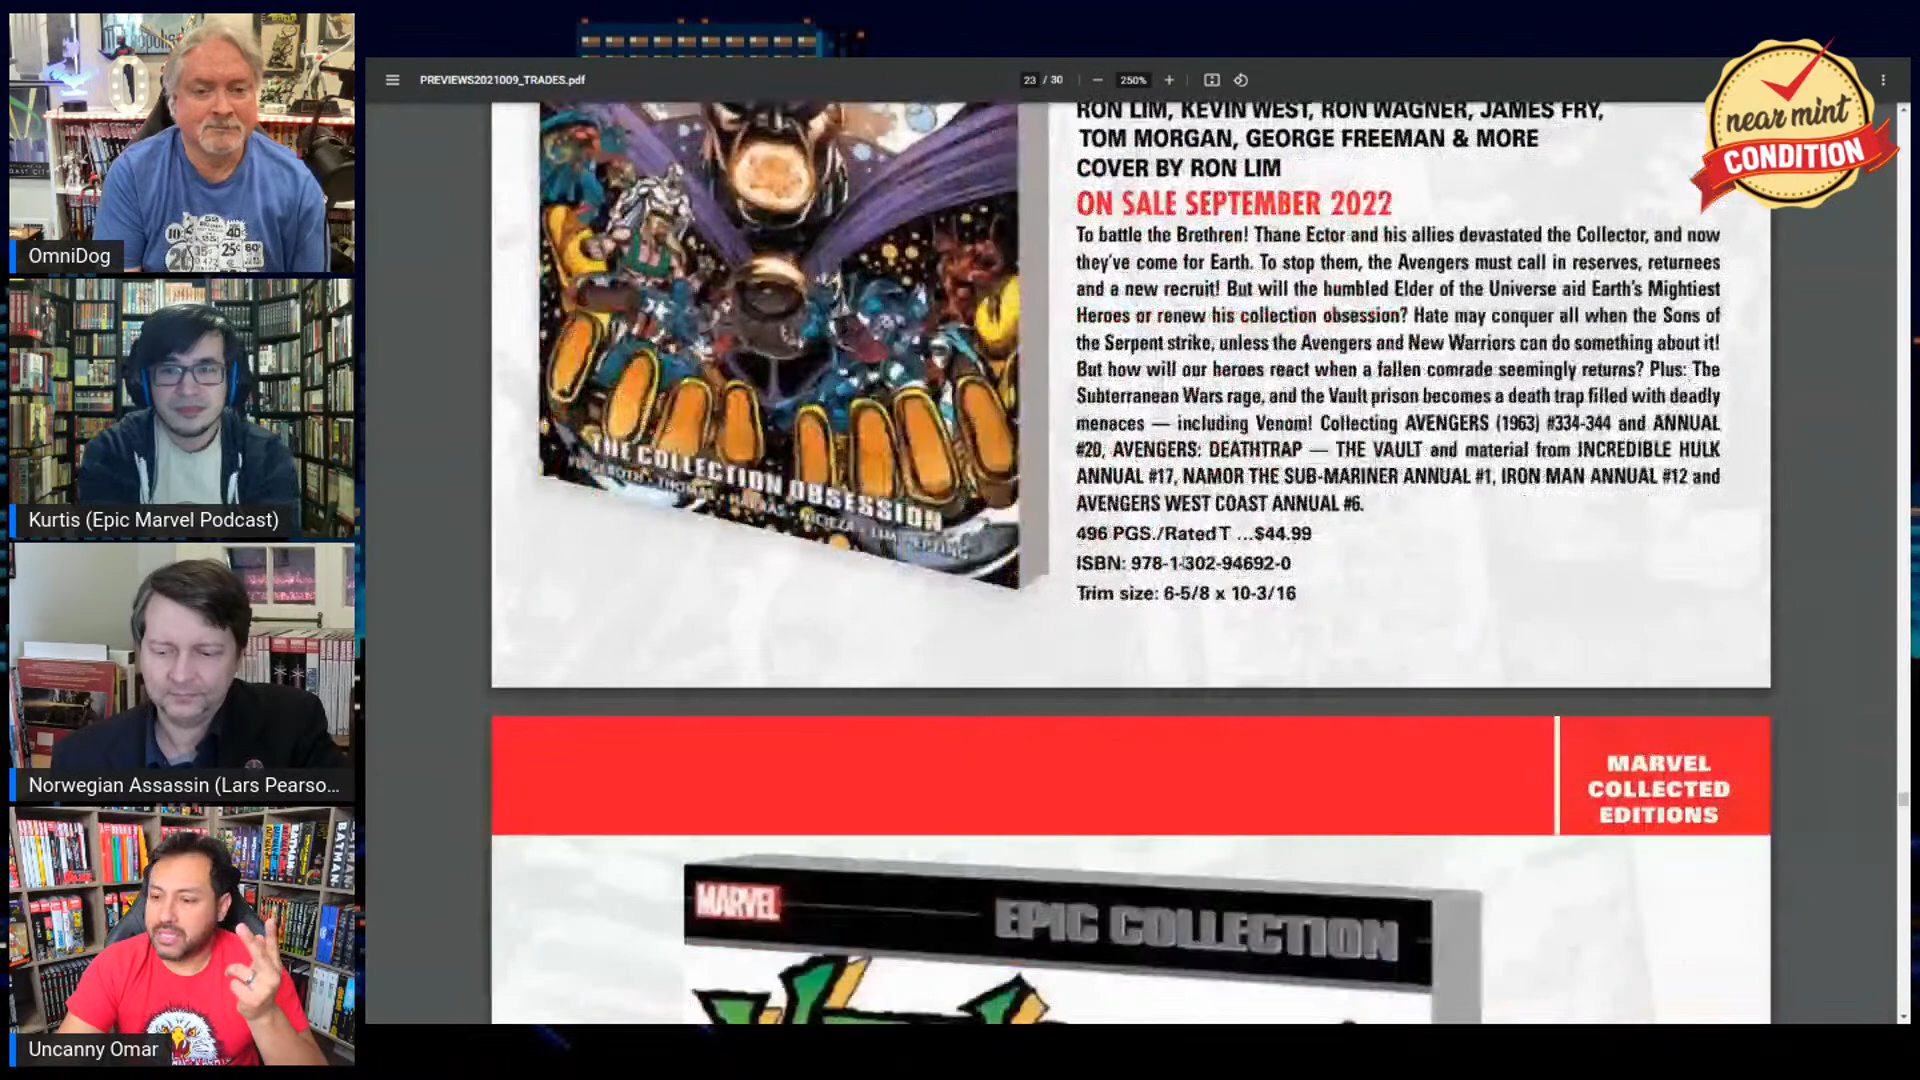 PREVIEWS2021009_TRADES.pdf
23 / 30
250%
near mint
CONDITION
RON LIM, KEVIN WEST, RON WAGNER, JAMES FRY,
TOM MORGAN, GEORGE FREEMAN & MORE
COVER BY RON LIM
ON SALE SEPTEMBER 2022
To battle the Brethren! Thane Ector and his allies devastated the Collector, and now
they've come for Earth. To stop them, the Avengers must call in reserves, returnees
and a new recruit! But will the humbled Elder of the Universe aid Earth's Mightiest
Heroes or renew his collection obsession? Hate may conquer all when the Sons of
the Serpent strike, unless the Avengers and New Warriors can do something about it!
But how will our heroes react when a fallen comrade seemingly returns? Plus: The
Subterranean Wars rage, and the Vault prison becomes a death trap filled with deadly
menaces — including Venom! Collecting AVENGERS (1963) #334-344 and ANNUAL
#20, AVENGERS: DEATHTRAP — THE VAULT and material from INCREDIBLE HULK
ANNUAL #17, NAMOR THE SUB-MARINER ANNUAL #1, IRON MAN ANNUAL #12 and
AVENGERS WEST COAST ANNUAL #6.
496 PGS./Rated T ...$44.99
ISBN: 978-1-302-94692-0
Trim size: 6-5/8 x 10-3/16
THE COLLECTION OBSESSION
MARVEL
COLLECTED
EDITIONS
MARVEL
EPIC COLLECTION
OmniDog
Kurtis (Epic Marvel Podcast)
Norwegian Assassin (Lars Pearso...
Uncanny Omar
BATMAN